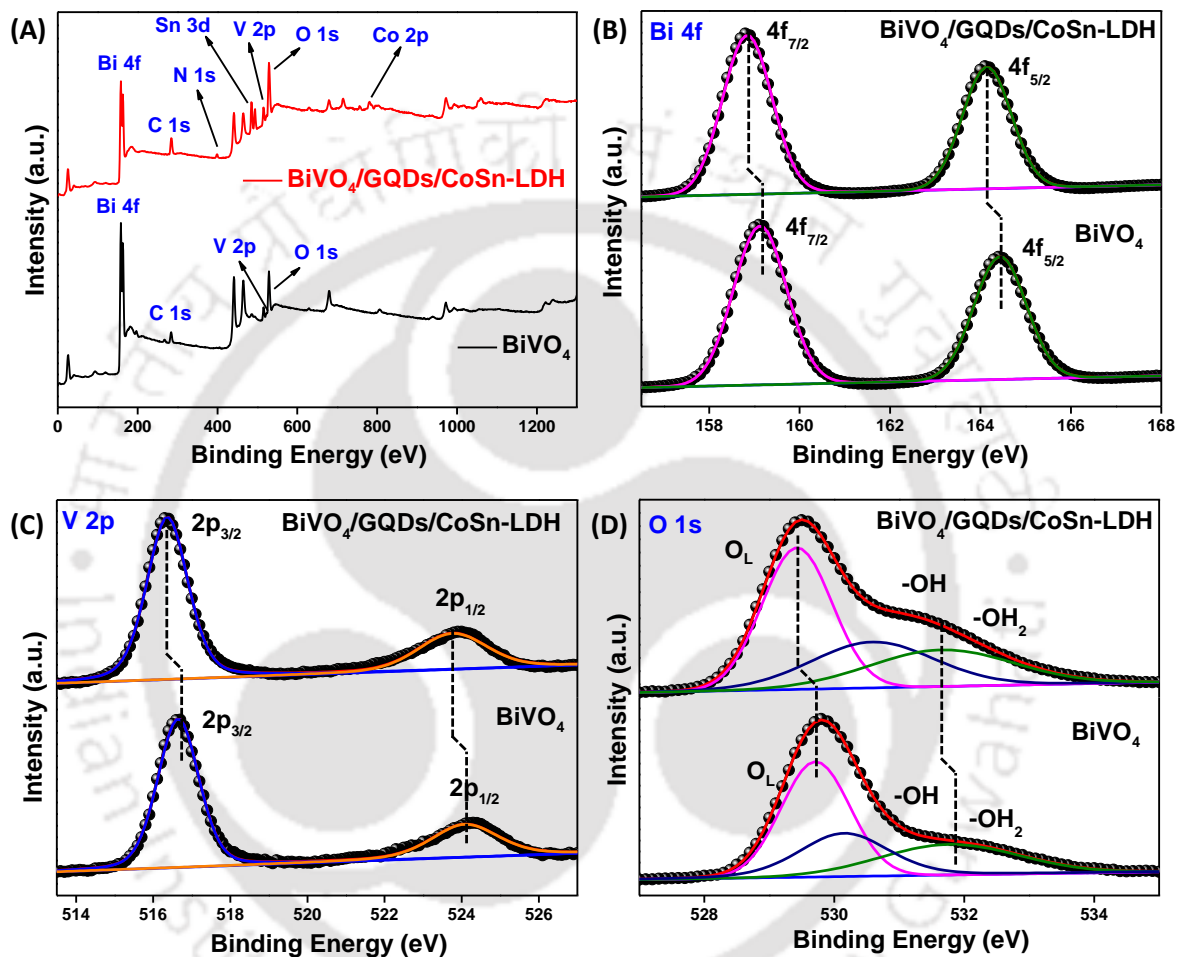 (A)
Sn 3d
V 2p
O 1s
Co 2p
Bi 4f
N 1s
C 1s
BiVO₄/GQDs/CoSn-LDH
Bi 4f
V 2p
O 1s
C 1s
BiVO₄
Intensity (a.u.)
0 200 400 600 800 1000 1200
Binding Energy (eV)
(B)
Bi 4f
4f₇/₂
BiVO₄/GQDs/CoSn-LDH
4f₅/₂
4f₇/₂
BiVO₄
4f₅/₂
Intensity (a.u.)
158 160 162 164 166 168
Binding Energy (eV)
(C)
V 2p
2p₃/₂
BiVO₄/GQDs/CoSn-LDH
2p₁/₂
2p₃/₂
BiVO₄
2p₁/₂
Intensity (a.u.)
514 516 518 520 522 524 526
Binding Energy (eV)
(D)
O 1s
BiVO₄/GQDs/CoSn-LDH
O_L
-OH
-OH₂
BiVO₄
O_L
-OH
-OH₂
Intensity (a.u.)
528 530 532 534
Binding Energy (eV)